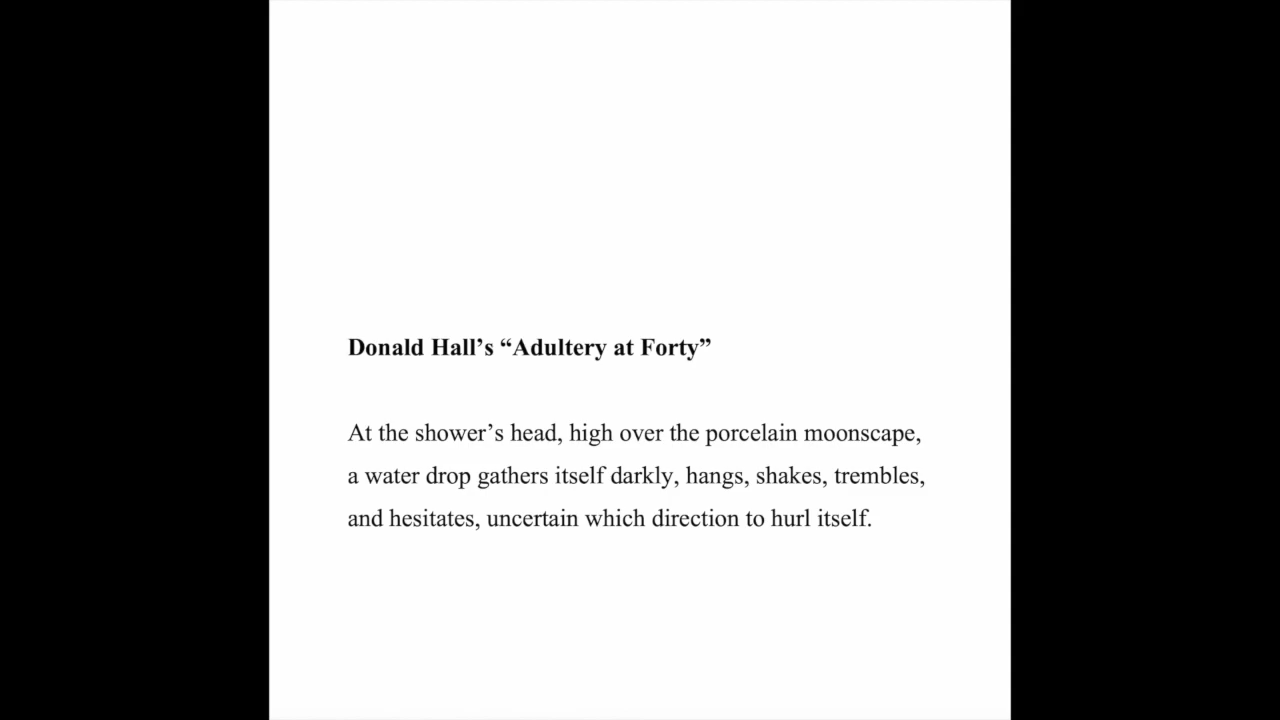 Donald Hall’s “Adultery at Forty”
At the shower’s head, high over the porcelain moonscape,
a water drop gathers itself darkly, hangs, shakes, trembles,
and hesitates, uncertain which direction to hurl itself.